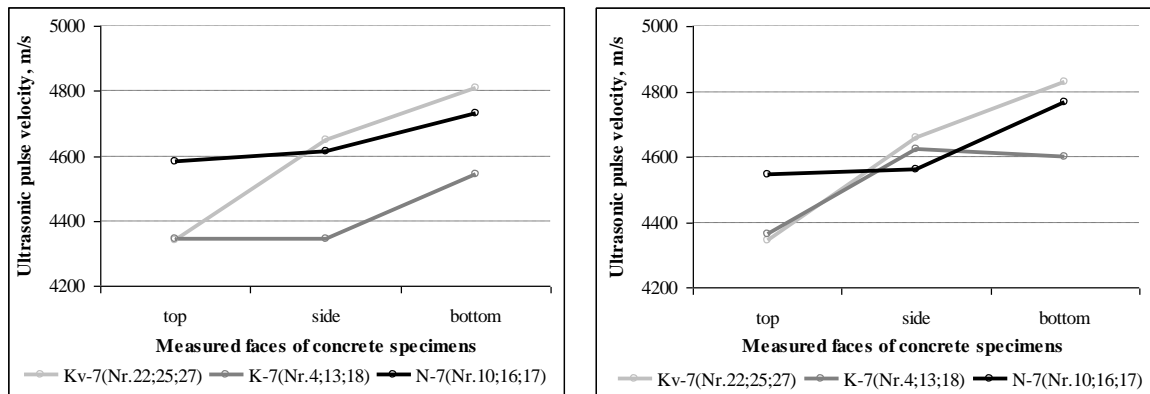 Ultrasonic pulse velocity, m/s
5000
4800
4600
4400
4200
top side bottom
Measured faces of concrete specimens
Kv-7(Nr.22;25;27) K-7(Nr.4;13;18) N-7(Nr.10;16;17)
Ultrasonic pulse velocity, m/s
5000
4800
4600
4400
4200
top side bottom
Measured faces of concrete specimens
Kv-7(Nr.22;25;27) K-7(Nr.4;13;18) N-7(Nr.10;16;17)